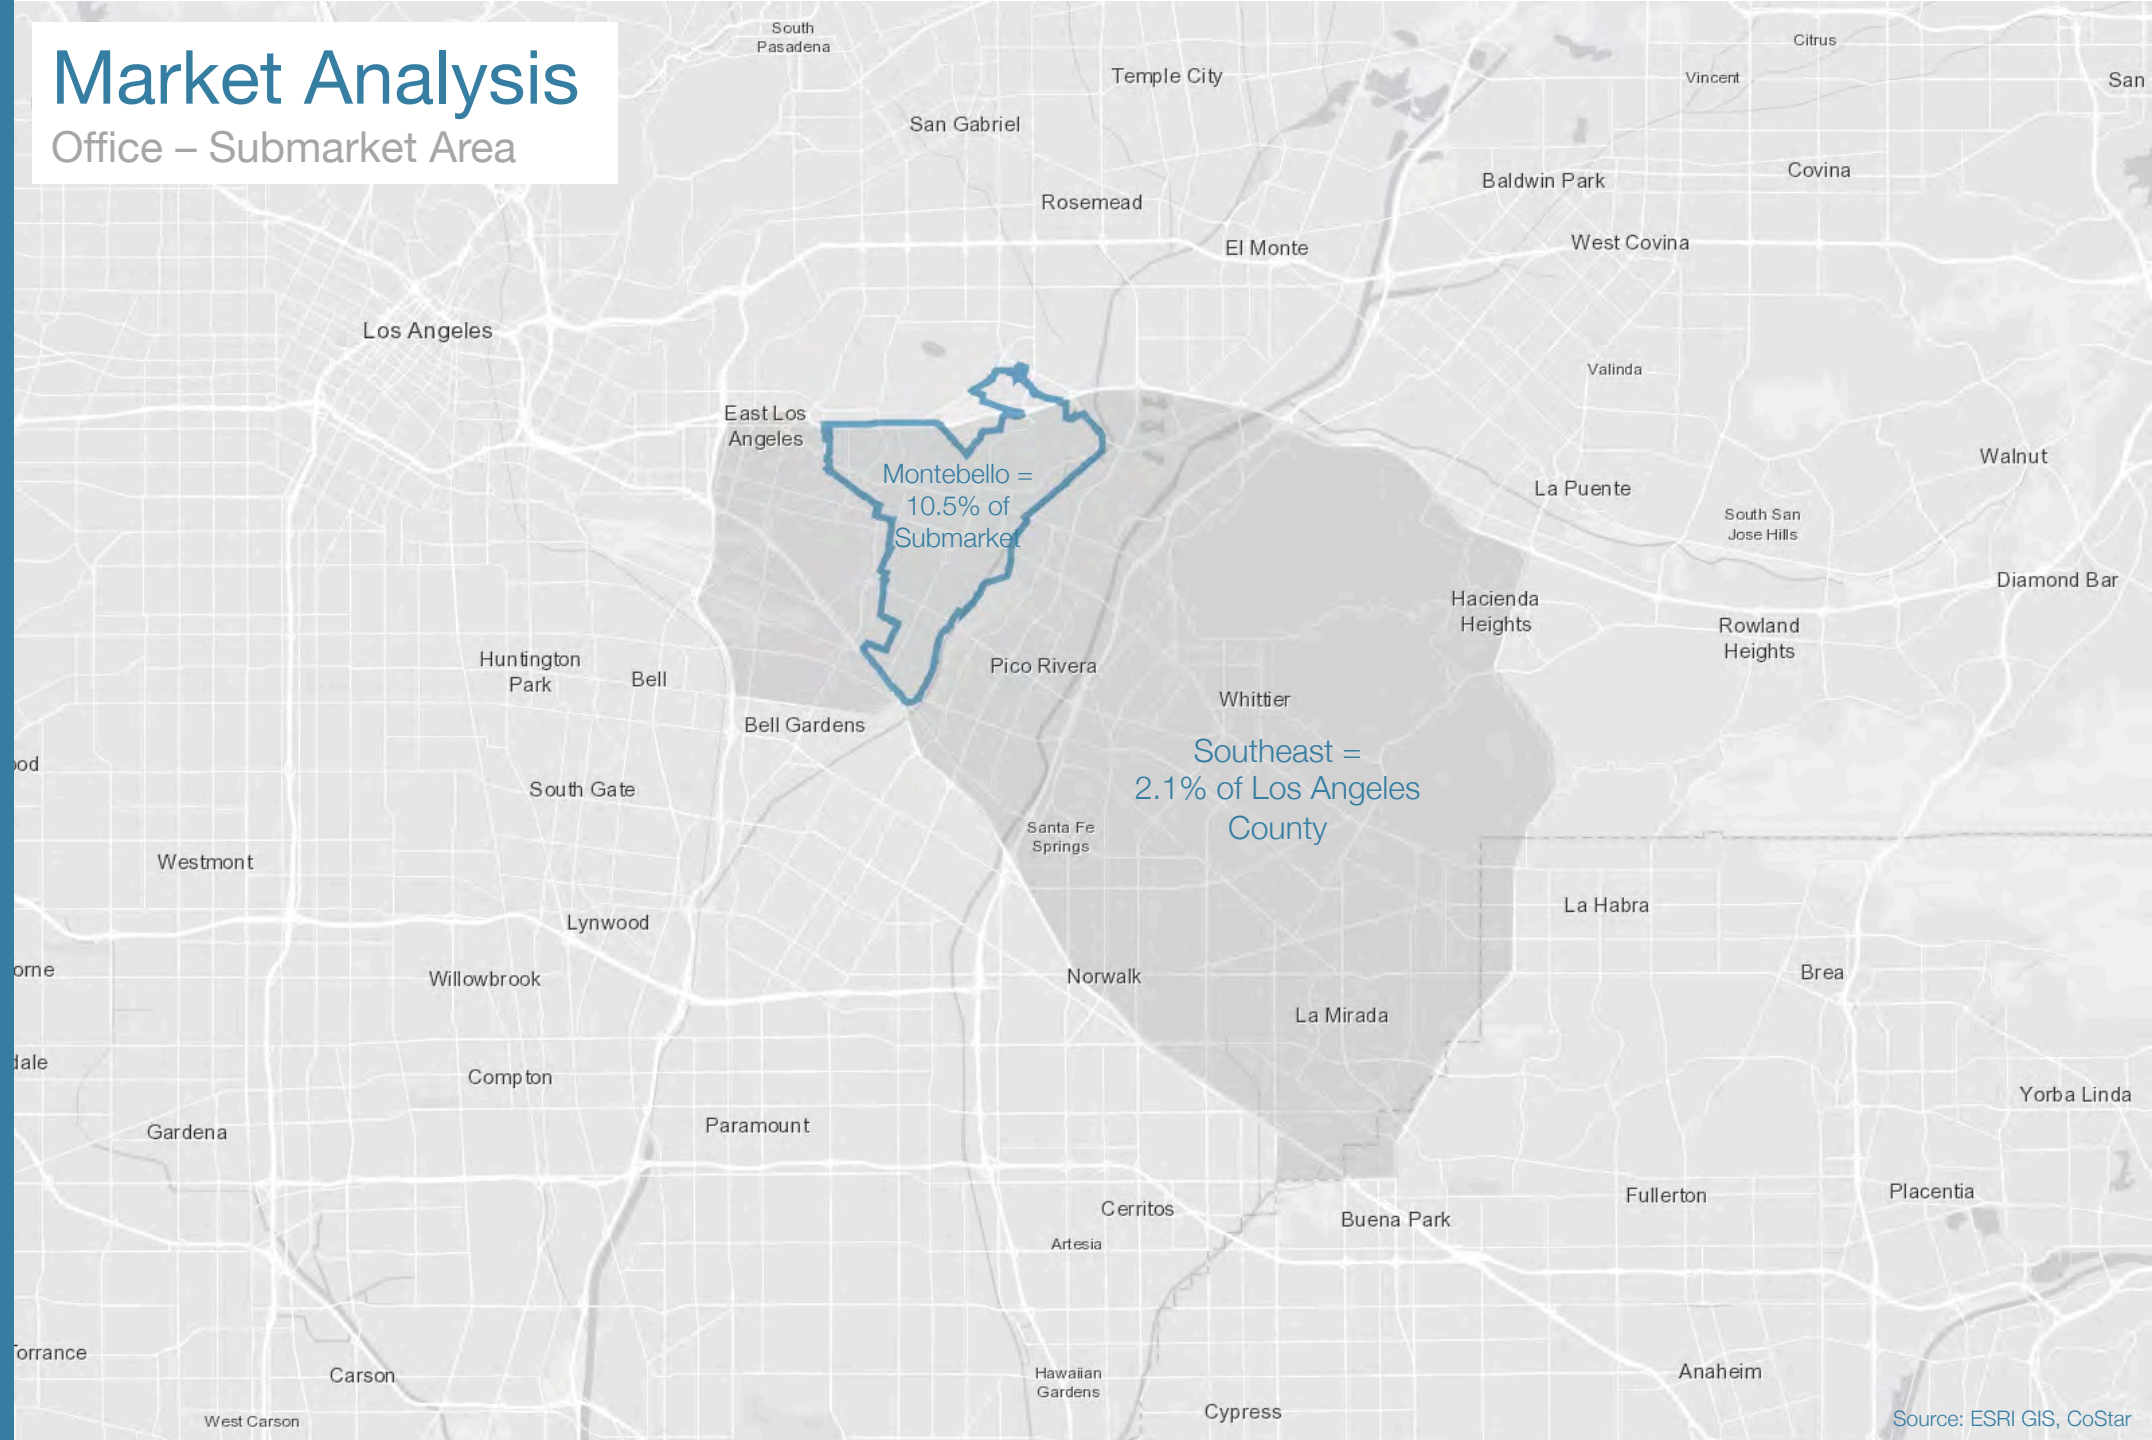 Market Analysis
Office – Submarket Area
South
Pasadena
Citrus
Temple City
Vincent
San
San Gabriel
Covina
Baldwin Park
Rosemead
West Covina
El Monte
Los Angeles
Valinda
East Los
Angeles
Walnut
Montebello =
10.5% of
Submarket
La Puente
South San
Jose Hills
Diamond Bar
Hacienda
Heights
Rowland
Heights
Huntington
Park
Bell
Pico Rivera
Whittier
Bell Gardens
Southeast =
2.1% of Los Angeles
County
ood
South Gate
Santa Fe
Springs
Westmont
La Habra
Lynwood
orne
Willowbrook
Norwalk
Brea
La Mirada
dale
Compton
Yorba Linda
Gardena
Paramount
Fullerton
Placentia
Cerritos
Buena Park
Artesia
Torrance
Carson
Hawaiian
Gardens
Anaheim
Cypress
West Carson
Source: ESRI GIS, CoStar